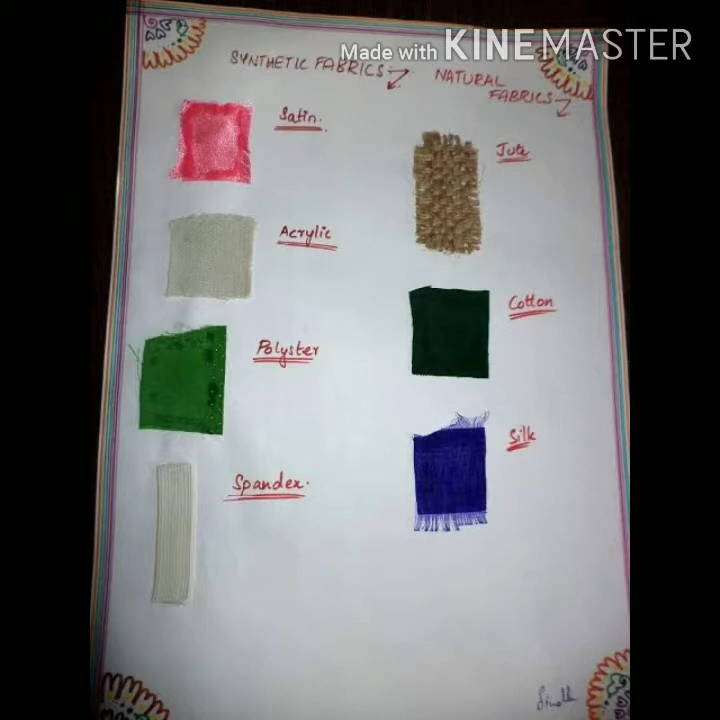 Made with KINEMASTER
SYNTHETIC FABRICS
NATURAL
FABRICS
Satin.
Jute
Acrylic
Cotton
Polyster
Silk
Spandex.